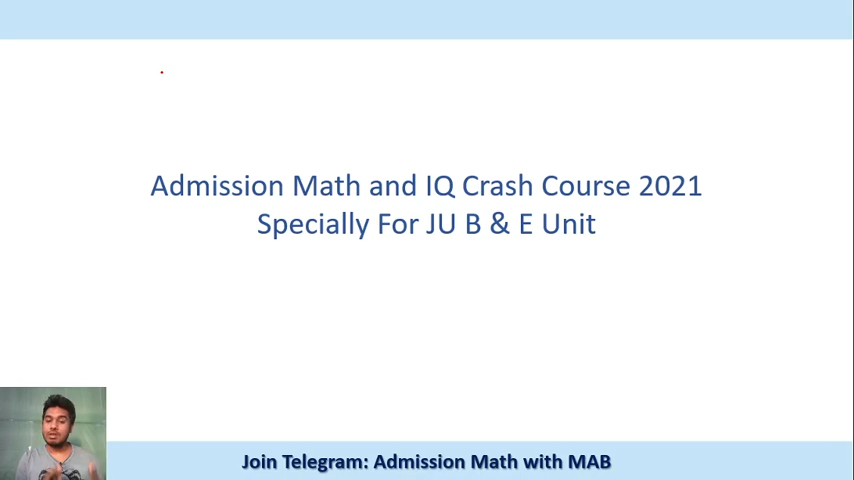 Admission Math and IQ Crash Course 2021
Specially For JU B & E Unit
Join Telegram: Admission Math with MAB